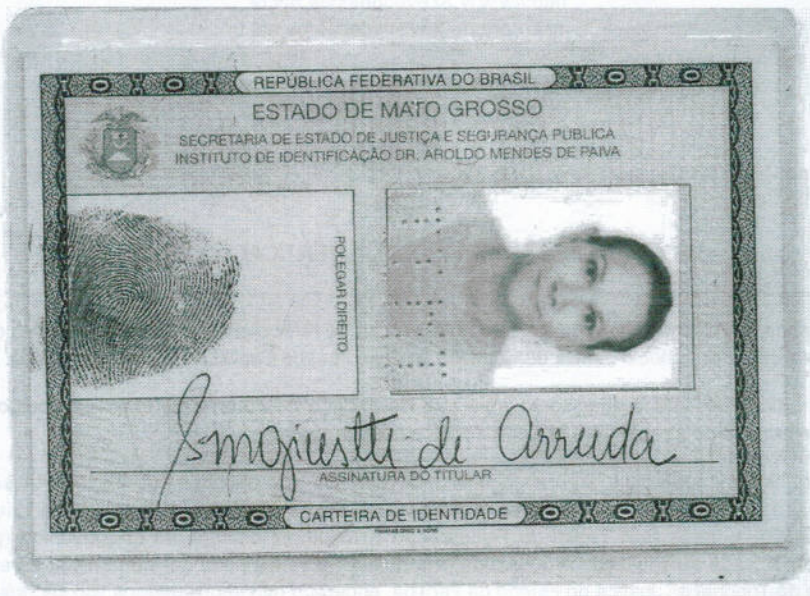 REPÚBLICA FEDERATIVA DO BRASIL
ESTADO DE MATO GROSSO
SECRETARIA DE ESTADO DE JUSTIÇA E SEGURANÇA PÚBLICA
INSTITUTO DE IDENTIFICAÇÃO DR. AROLDO MENDES DE PAIVA
POLEGAR DIREITO
de Arruda
ASSINATURA DO TITULAR
CARTEIRA DE IDENTIDADE